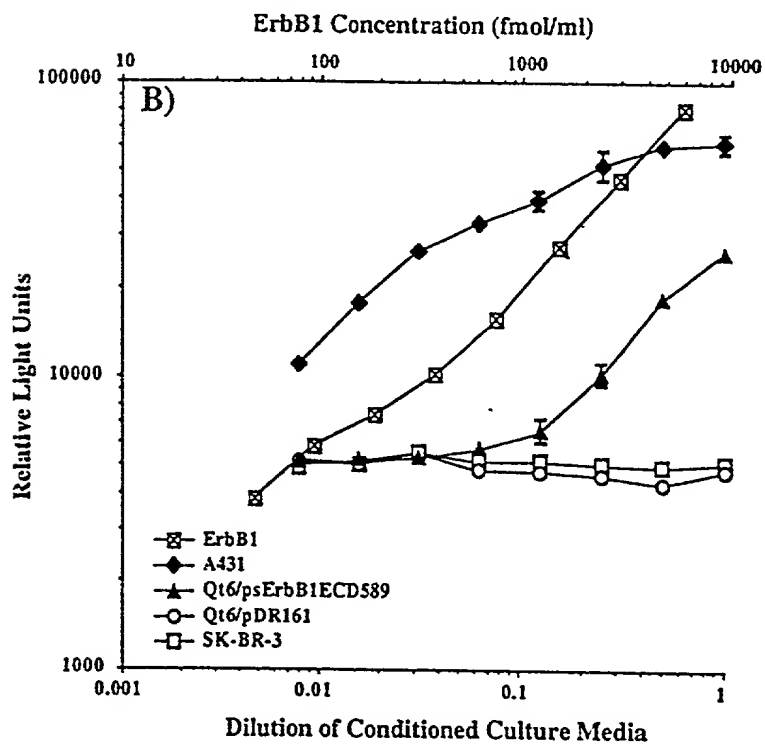 ErbB1 Concentration (fmol/ml)
10 100 1000 10000
100000
B)
10000
1000
Relative Light Units
ErbB1
A431
Qt6/psErbB1ECD589
Qt6/pDR161
SK-BR-3
0.001 0.01 0.1 1
Dilution of Conditioned Culture Media